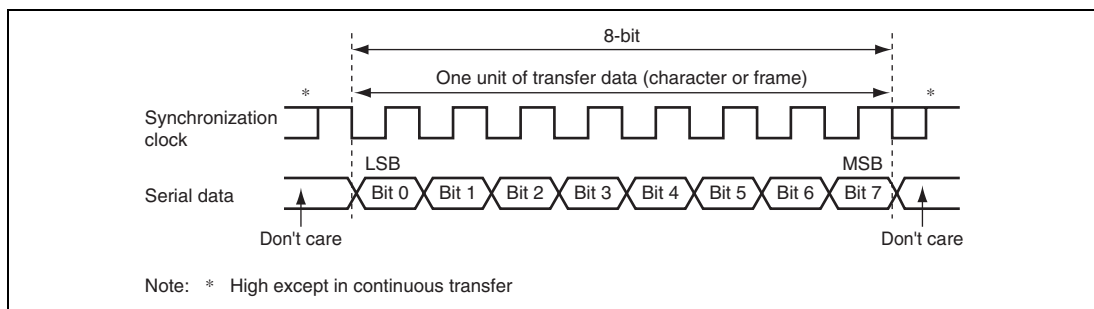 8-bit
One unit of transfer data (character or frame)
*
*
Synchronization
clock
LSB
MSB
Serial data
Bit 0
Bit 1
Bit 2
Bit 3
Bit 4
Bit 5
Bit 6
Bit 7
Don't care
Don't care
Note: * High except in continuous transfer